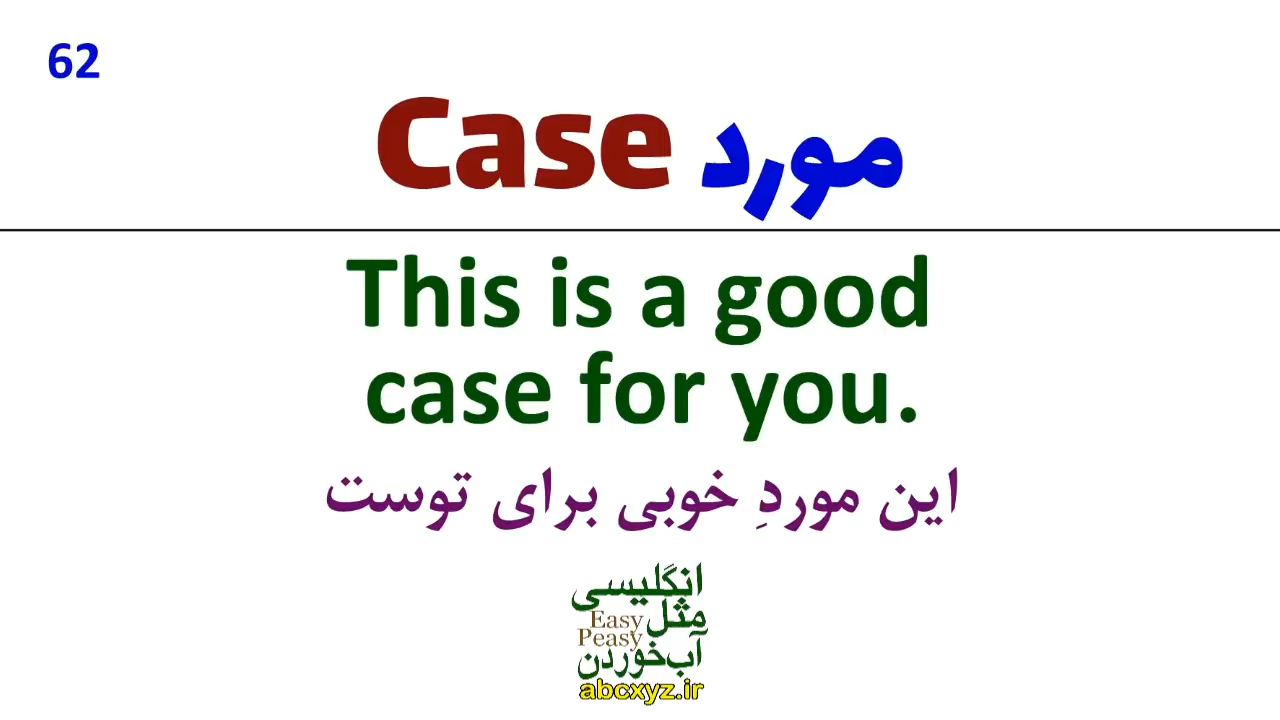 62
Case مورد
This is a good
case for you.
این موردِ خوبی برای توست
انگلیسی
مثل
Easy
Peasy
آب‌خوردن
abcxyz.ir